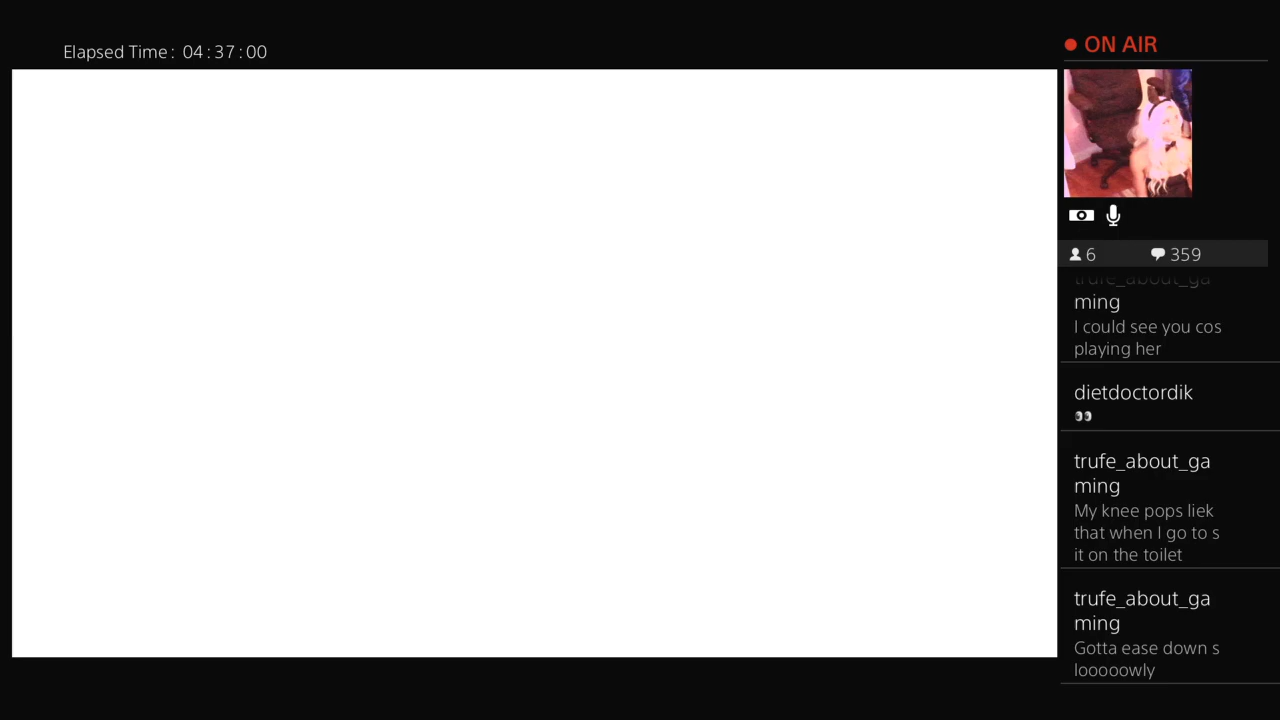 Elapsed Time: 04:37:00
ON AIR
6 359
trufe_about_ga
ming
I could see you cos
playing her
dietdoctordik
👀
trufe_about_ga
ming
My knee pops liek
that when I go to s
it on the toilet
trufe_about_ga
ming
Gotta ease down s
looooowly